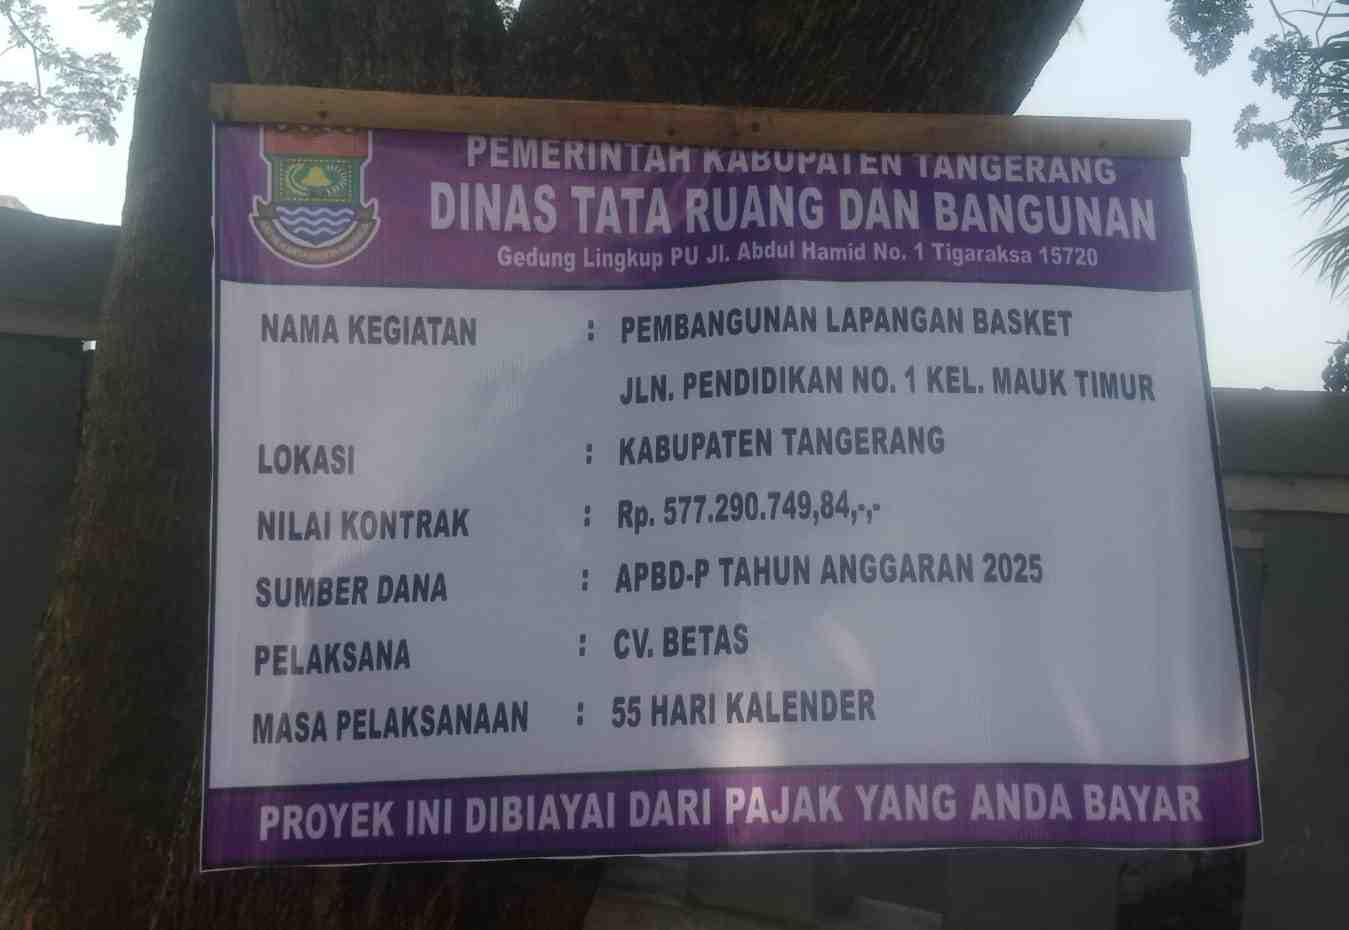 PEMERINTAH KABUPATEN TANGERANG
DINAS TATA RUANG DAN BANGUNAN
Gedung Lingkup PU Jl. Abdul Hamid No. 1 Tigaraksa 15720
NAMA KEGIATAN : PEMBANGUNAN LAPANGAN BASKET
JLN. PENDIDIKAN NO. 1 KEL. MAUK TIMUR
LOKASI : KABUPATEN TANGERANG
NILAI KONTRAK : Rp. 577.290.749,84,-,-
SUMBER DANA : APBD-P TAHUN ANGGARAN 2025
PELAKSANA : CV. BETAS
MASA PELAKSANAAN : 55 HARI KALENDER
PROYEK INI DIBIAYAI DARI PAJAK YANG ANDA BAYAR